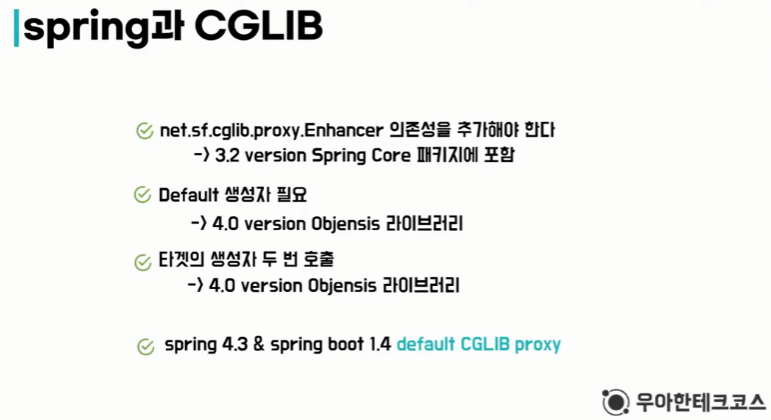 spring과 CGLIB
net.sf.cglib.proxy.Enhancer 의존성을 추가해야 한다
-> 3.2 version Spring Core 패키지에 포함
Default 생성자 필요
-> 4.0 version Objensis 라이브러리
타겟의 생성자 두 번 호출
-> 4.0 version Objensis 라이브러리
spring 4.3 & spring boot 1.4 default CGLIB proxy
우아한테크코스